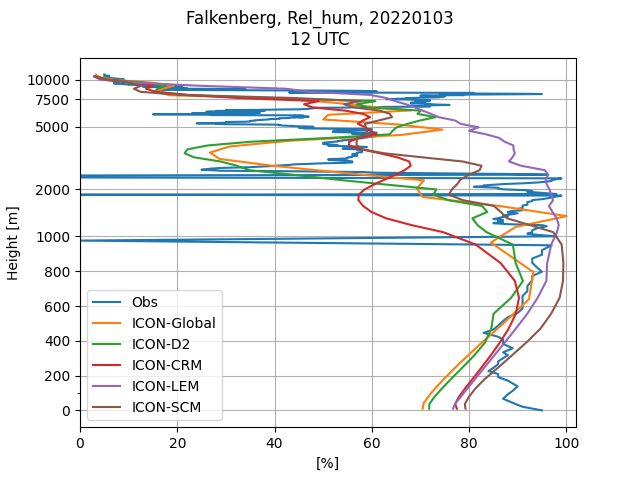 Falkenberg, Rel_hum, 20220103
12 UTC
Height [m]
10000
7500
5000
2000
1000
800
600
400
200
0
Obs
ICON-Global
ICON-D2
ICON-CRM
ICON-LEM
ICON-SCM
0 20 40 60 80 100
[%]